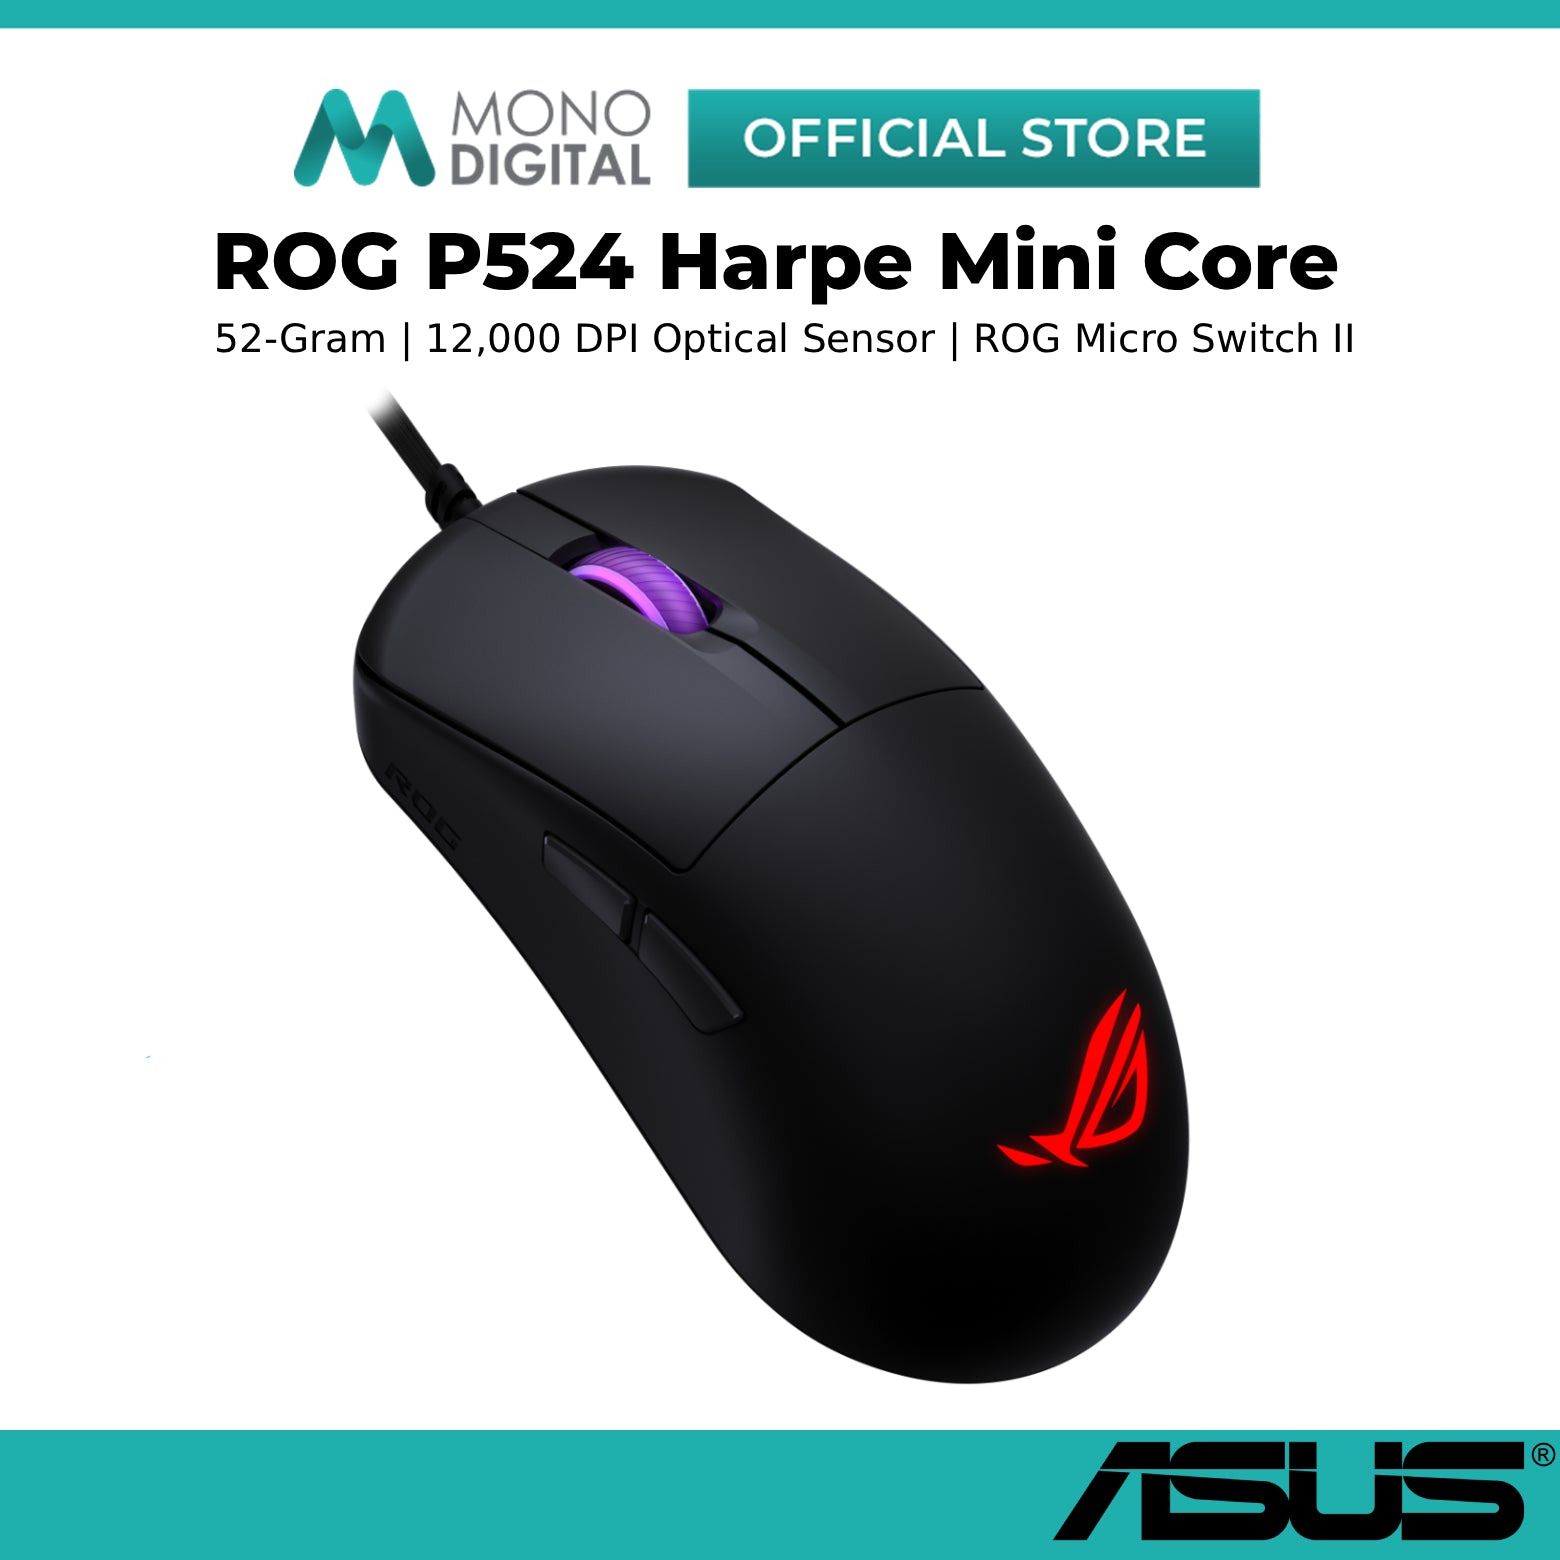 MONO
DIGITAL
OFFICIAL STORE
ROG P524 Harpe Mini Core
52-Gram | 12,000 DPI Optical Sensor | ROG Micro Switch II
ROG
ASUS®